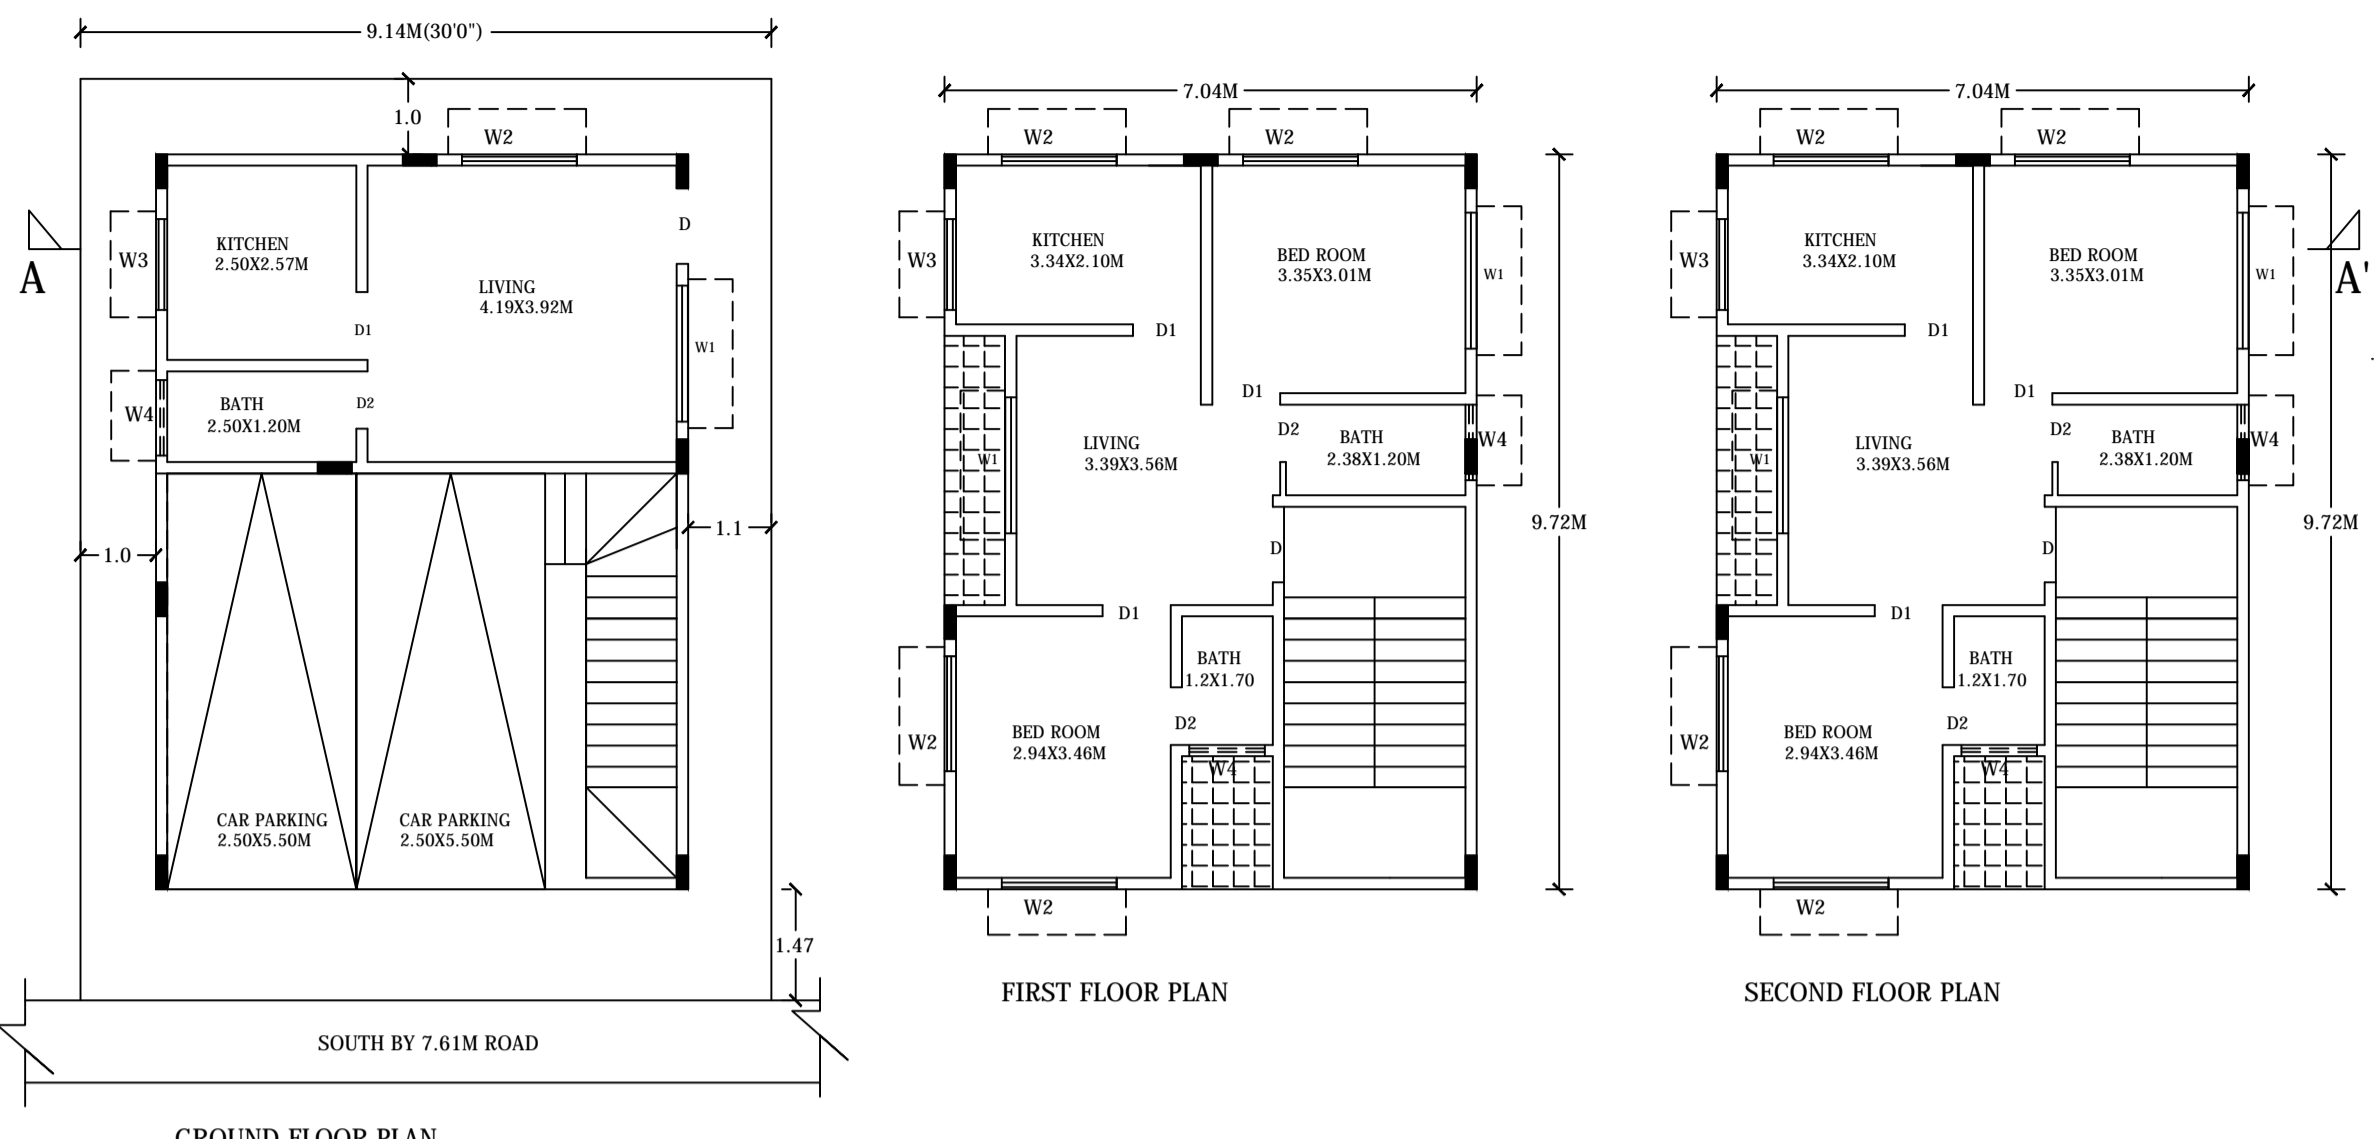 9.14M(30'0")
1.0
W2
D
KITCHEN
2.50X2.57M
W3
A
LIVING
4.19X3.92M
D1
W1
BATH
2.50X1.20M
D2
W4
1.0
1.1
CAR PARKING
2.50X5.50M
CAR PARKING
2.50X5.50M
1.47
SOUTH BY 7.61M ROAD
GROUND FLOOR PLAN
7.04M
W2
W2
KITCHEN
3.34X2.10M
W3
BED ROOM
3.35X3.01M
W1
D1
D1
D2
BATH
2.38X1.20M
W4
LIVING
3.39X3.56M
W1
9.72M
D
D1
BATH
1.2X1.70
D2
BED ROOM
2.94X3.46M
W2
W4
W2
FIRST FLOOR PLAN
7.04M
W2
W2
KITCHEN
3.34X2.10M
W3
BED ROOM
3.35X3.01M
W1
A'
D1
D1
D2
BATH
2.38X1.20M
W4
LIVING
3.39X3.56M
W1
9.72M
D
D1
BATH
1.2X1.70
D2
BED ROOM
2.94X3.46M
W2
W4
W2
SECOND FLOOR PLAN